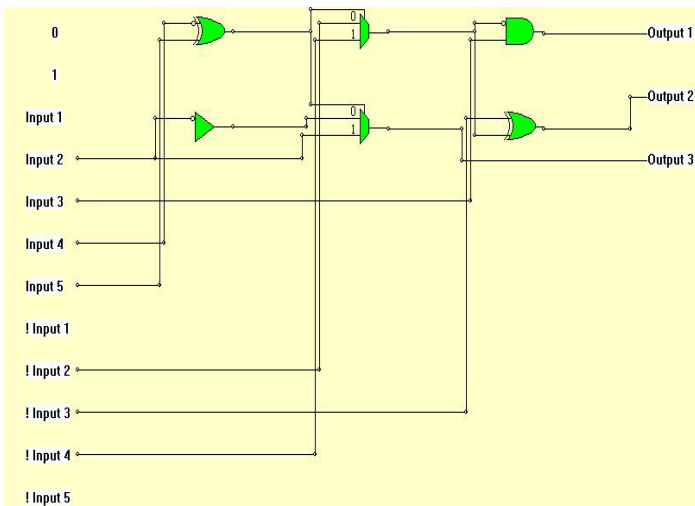 0
1
Input 1
Input 2
Input 3
Input 4
Input 5
! Input 1
! Input 2
! Input 3
! Input 4
! Input 5
0
1
0
1
Output 1
Output 2
Output 3